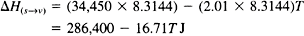 ΔH(s→v) = (34,450 × 8.3144) − (2.01 × 8.3144)T
= 286,400 − 16.71T J